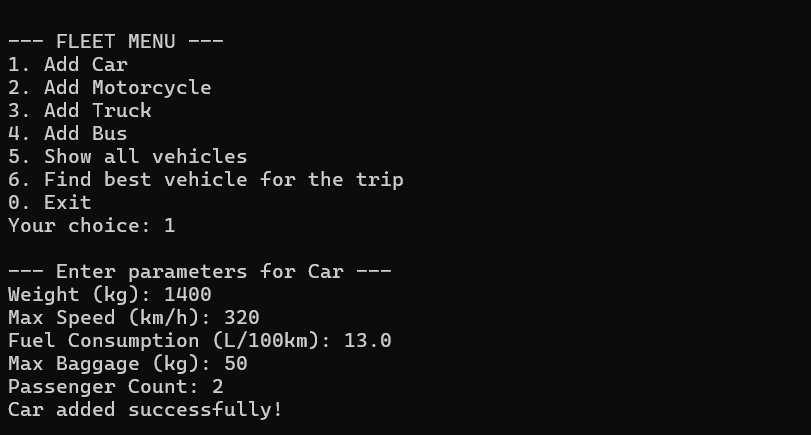 --- FLEET MENU ---
1. Add Car
2. Add Motorcycle
3. Add Truck
4. Add Bus
5. Show all vehicles
6. Find best vehicle for the trip
0. Exit
Your choice: 1
--- Enter parameters for Car ---
Weight (kg): 1400
Max Speed (km/h): 320
Fuel Consumption (L/100km): 13.0
Max Baggage (kg): 50
Passenger Count: 2
Car added successfully!